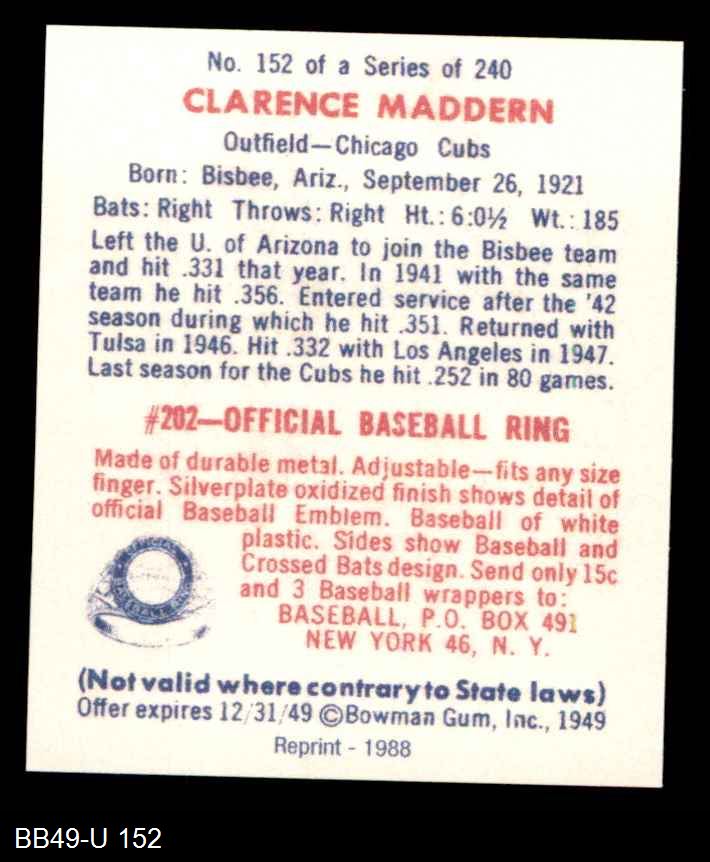 No. 152 of a Series of 240
CLARENCE MADDERN
Outfield—Chicago Cubs
Born: Bisbee, Ariz., September 26, 1921
Bats: Right Throws: Right Ht.: 6:0½ Wt.: 185
Left the U. of Arizona to join the Bisbee team
and hit .331 that year. In 1941 with the same
team he hit .356. Entered service after the '42
season during which he hit .351. Returned with
Tulsa in 1946. Hit .332 with Los Angeles in 1947.
Last season for the Cubs he hit .252 in 80 games.
#202—OFFICIAL BASEBALL RING
Made of durable metal. Adjustable—fits any size
finger. Silverplate oxidized finish shows detail of
official Baseball Emblem. Baseball of white
plastic. Sides show Baseball and
Crossed Bats design. Send only 15c
and 3 Baseball wrappers to:
BASEBALL, P.O. BOX 491
NEW YORK 46, N. Y.
OFFICIAL
BASEBALL RING
(Not valid where contrary to State laws)
Offer expires 12/31/49 ©Bowman Gum, Inc., 1949
Reprint - 1988
BB49-U 152